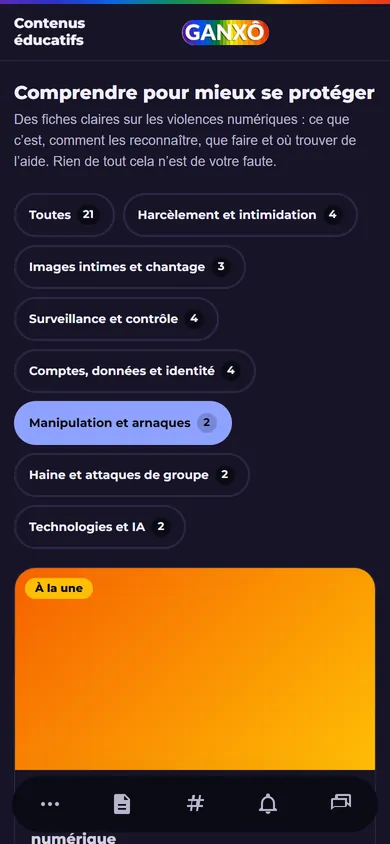 Contenus
éducatifs
GANXÔ
Comprendre pour mieux se protéger
Des fiches claires sur les violences numériques : ce que
c’est, comment les reconnaître, que faire et où trouver de
l’aide. Rien de tout cela n’est de votre faute.
Toutes 21
Harcèlement et intimidation 4
Images intimes et chantage 3
Surveillance et contrôle 4
Comptes, données et identité 4
Manipulation et arnaques 2
Haine et attaques de groupe 2
Technologies et IA 2
À la une
numérique